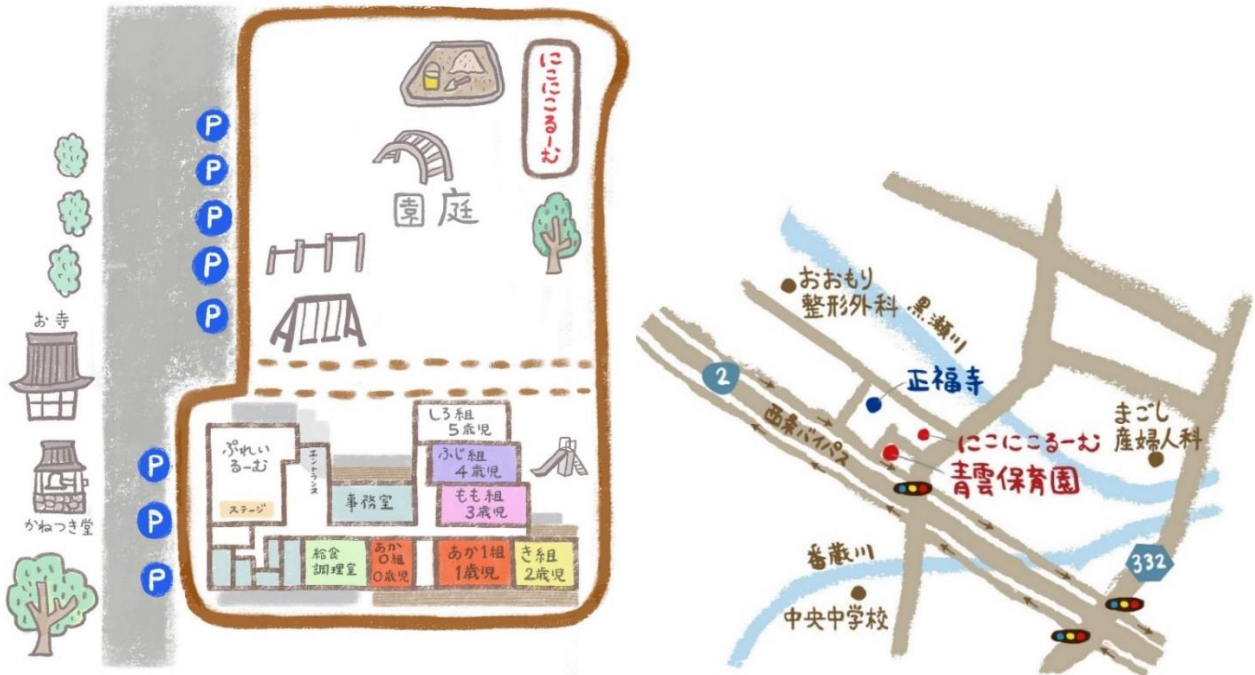 にこにこるーむ
P
P
P
P
P
園庭
お寺
かねつき堂
P
P
P
ぷれい
るーむ
ステージ
エントランス
事務室
しろ組
5歳児
ふじ組
4歳児
もも組
3歳児
給食
調理室
あか
0組
0歳児
あか1組
1歳児
き組
2歳児
おおもり
整形外科
黒瀬川
2
西条バイパス
正福寺
にこにこるーむ
青雲保育園
まごし
産婦人科
番蔵川
中央中学校
332